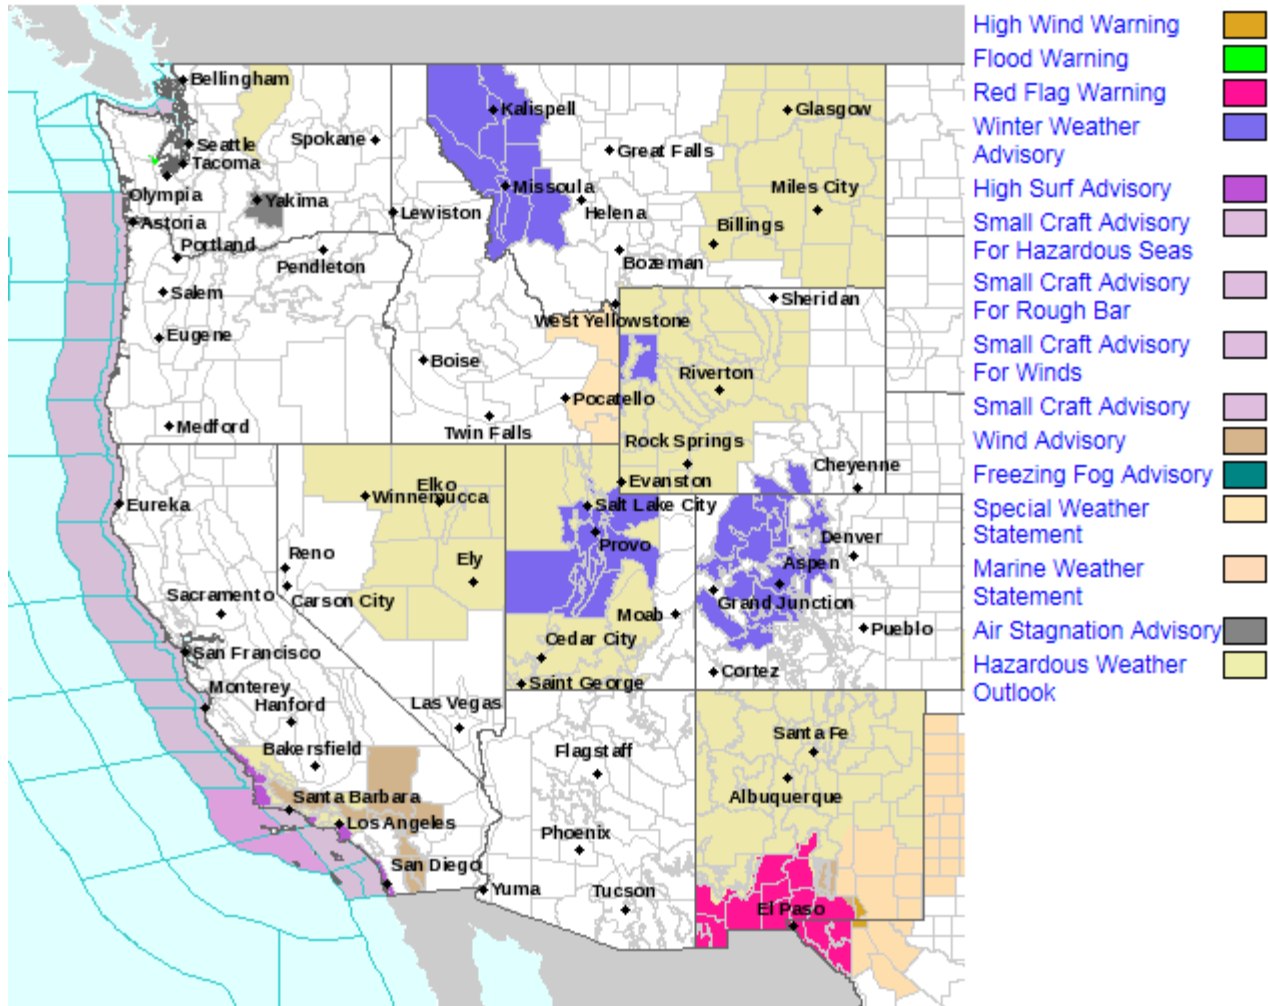 Bellingham
Kalispell
Glasgow
Seattle
Spokane
Great Falls
Tacoma
Olympia
Yakima
Missoula
Miles City
Lewiston
Helena
Astoria
Billings
Portland
Pendleton
Bozeman
Salem
Sheridan
West Yellowstone
Eugene
Boise
Riverton
Pocatello
Medford
Twin Falls
Rock Springs
Cheyenne
Elko
Evanston
Winnemucca
Eureka
Salt Lake City
Denver
Provo
Reno
Ely
Aspen
Sacramento
Carson City
Grand Junction
Moab
Pueblo
Cedar City
San Francisco
Cortez
Saint George
Monterey
Hanford
Las Vegas
Santa Fe
Bakersfield
Flagstaff
Albuquerque
Santa Barbara
Los Angeles
Phoenix
San Diego
Yuma
Tucson
El Paso
High Wind Warning
Flood Warning
Red Flag Warning
Winter Weather
Advisory
High Surf Advisory
Small Craft Advisory
For Hazardous Seas
Small Craft Advisory
For Rough Bar
Small Craft Advisory
For Winds
Small Craft Advisory
Wind Advisory
Freezing Fog Advisory
Special Weather
Statement
Marine Weather
Statement
Air Stagnation Advisory
Hazardous Weather
Outlook